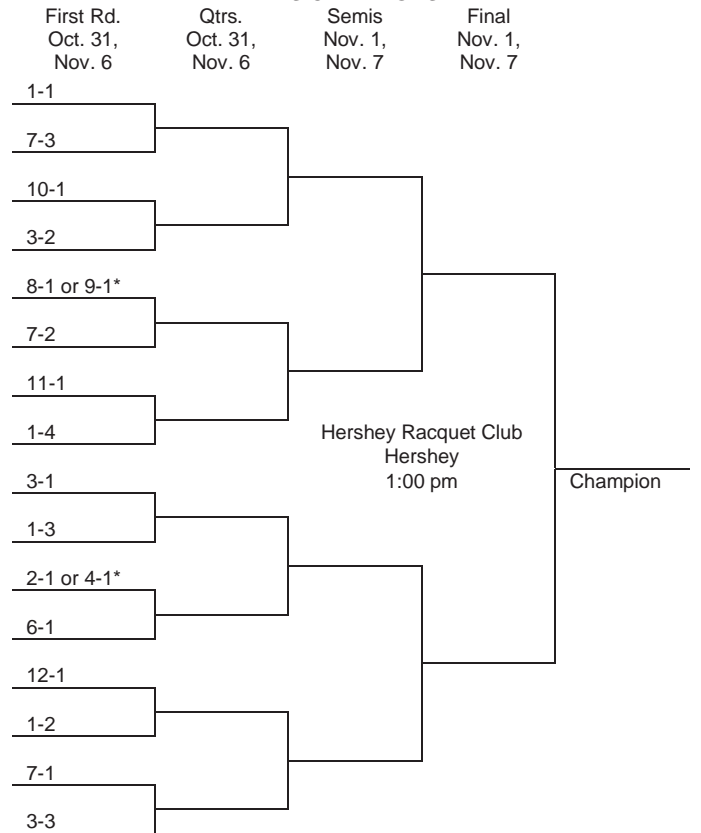 First Rd. Qtrs. Semis Final
Oct. 31, Oct. 31, Nov. 1, Nov. 1,
Nov. 6 Nov. 6 Nov. 7 Nov. 7
1-1
7-3
10-1
3-2
8-1 or 9-1*
7-2
11-1
1-4
Hershey Racquet Club
Hershey
1:00 pm
Champion
3-1
1-3
2-1 or 4-1*
6-1
12-1
1-2
7-1
3-3